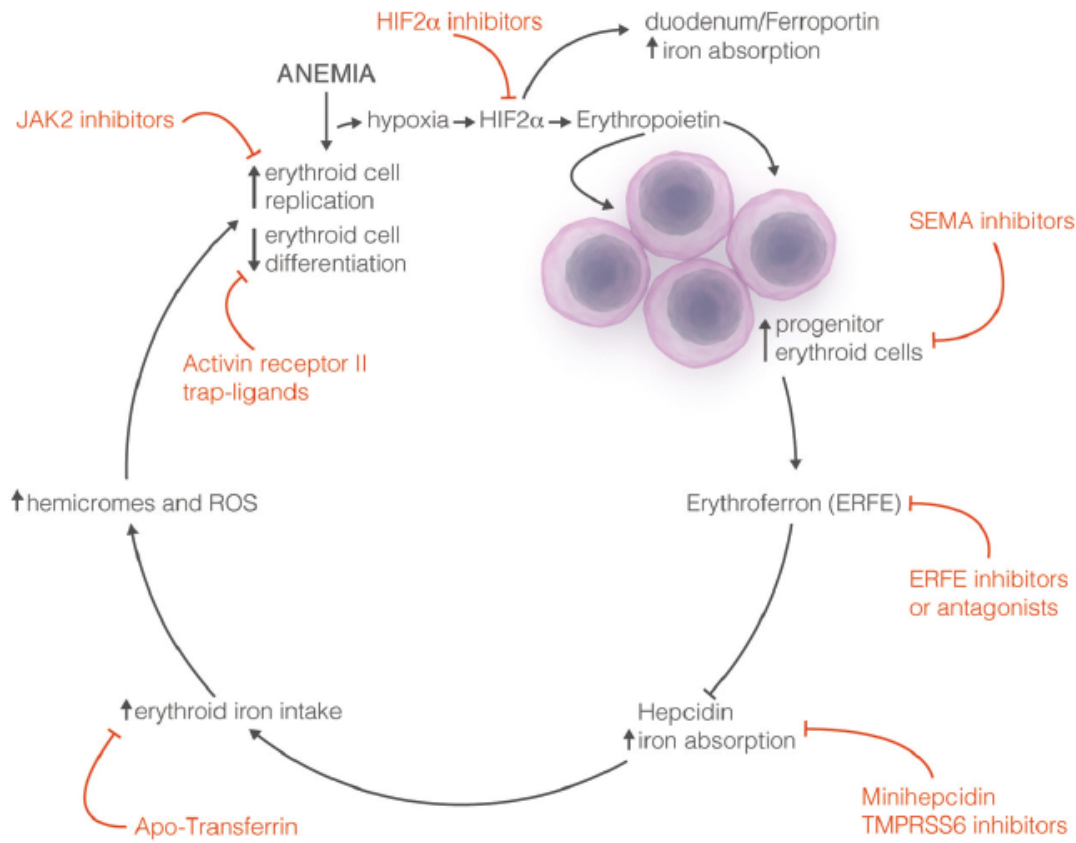 HIF2α inhibitors
duodenum/Ferroportin
↑ iron absorption
ANEMIA
JAK2 inhibitors
hypoxia
HIF2α
Erythropoietin
↑ erythroid cell
replication
↓ erythroid cell
differentiation
SEMA inhibitors
↑ progenitor
erythroid cells
Activin receptor II
trap-ligands
↑ hemicromes and ROS
Erythroferron (ERFE)
ERFE inhibitors
or antagonists
↑ erythroid iron intake
Hepcidin
↑ iron absorption
Minihepcidin
TMPRSS6 inhibitors
Apo-Transferrin